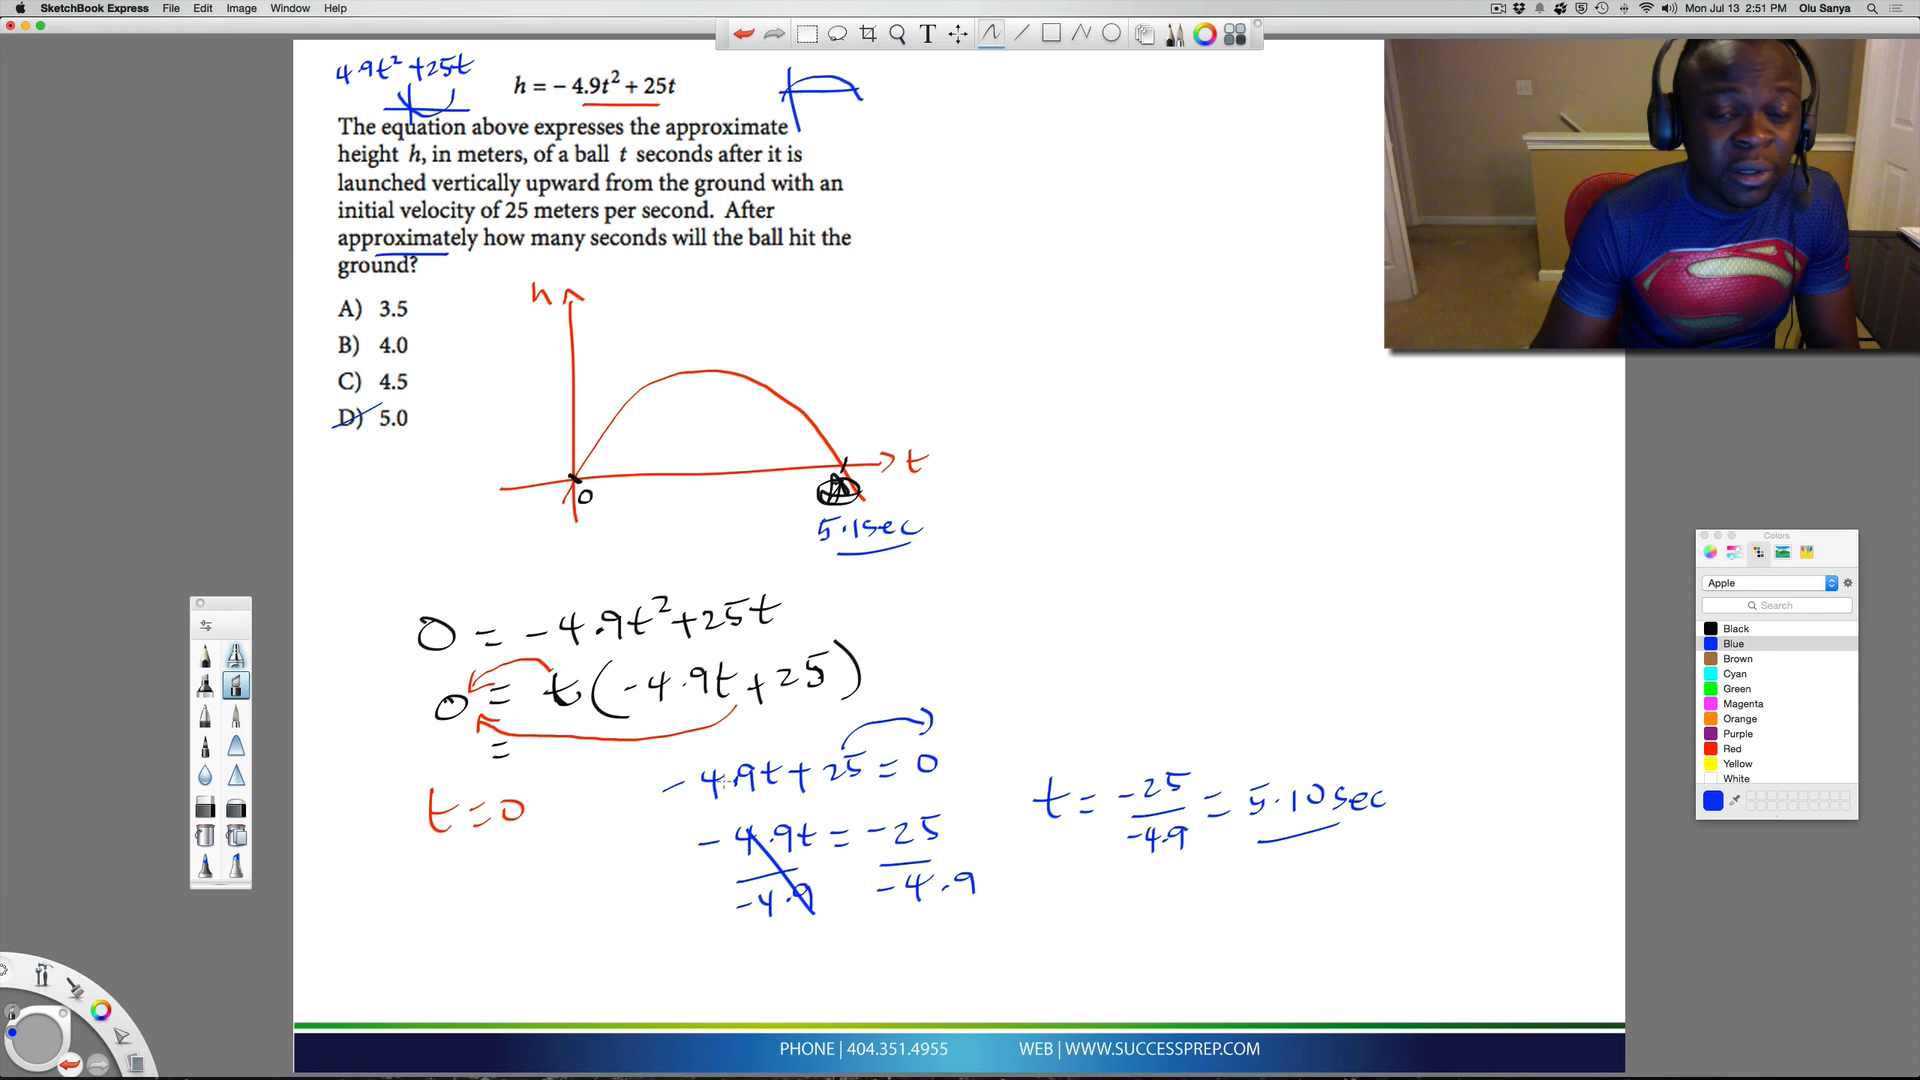 SketchBook Express File Edit Image Window Help
Mon Jul 13 2:51 PM Olu Sanya
4.9t² + 25t
h = − 4.9t² + 25t
The equation above expresses the approximate
height h, in meters, of a ball t seconds after it is
launched vertically upward from the ground with an
initial velocity of 25 meters per second. After
approximately how many seconds will the ball hit the
ground?
A) 3.5
B) 4.0
C) 4.5
D) 5.0
h
t
0
5.1sec
0 = -4.9t²+25t
0 = t(-4.9t+25)
=
t=0
-4.9t+25=0
-4.9t = -25
-4.9 -4.9
t = -25/-4.9 = 5.10sec
Colors
Apple
Search
Black
Blue
Brown
Cyan
Green
Magenta
Orange
Purple
Red
Yellow
White
PHONE | 404.351.4955 WEB | WWW.SUCCESSPREP.COM